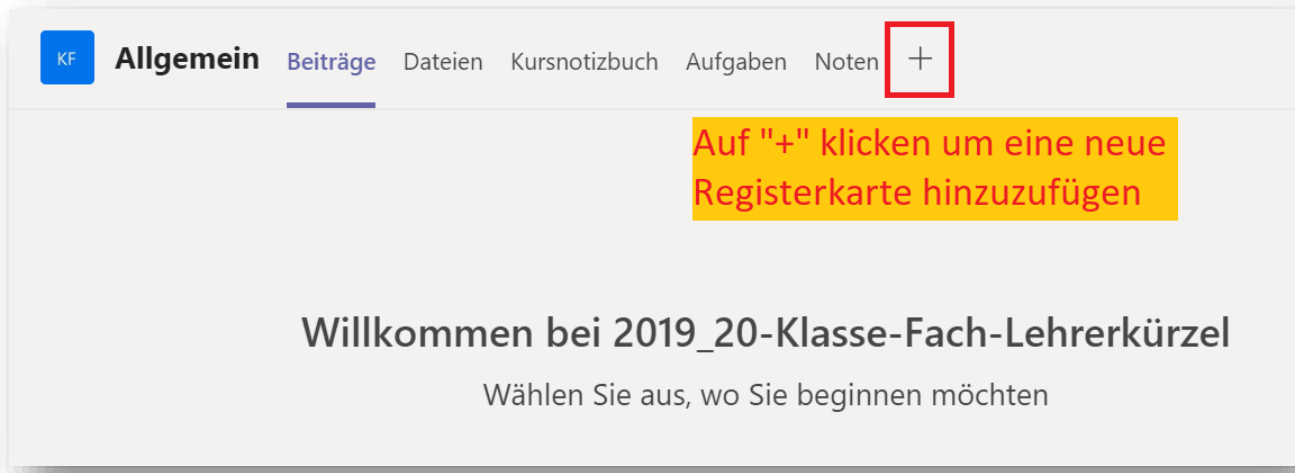 KF Allgemein Beiträge Dateien Kursnotizbuch Aufgaben Noten +
Auf "+" klicken um eine neue
Registerkarte hinzuzufügen
Willkommen bei 2019_20-Klasse-Fach-Lehrerkürzel
Wählen Sie aus, wo Sie beginnen möchten